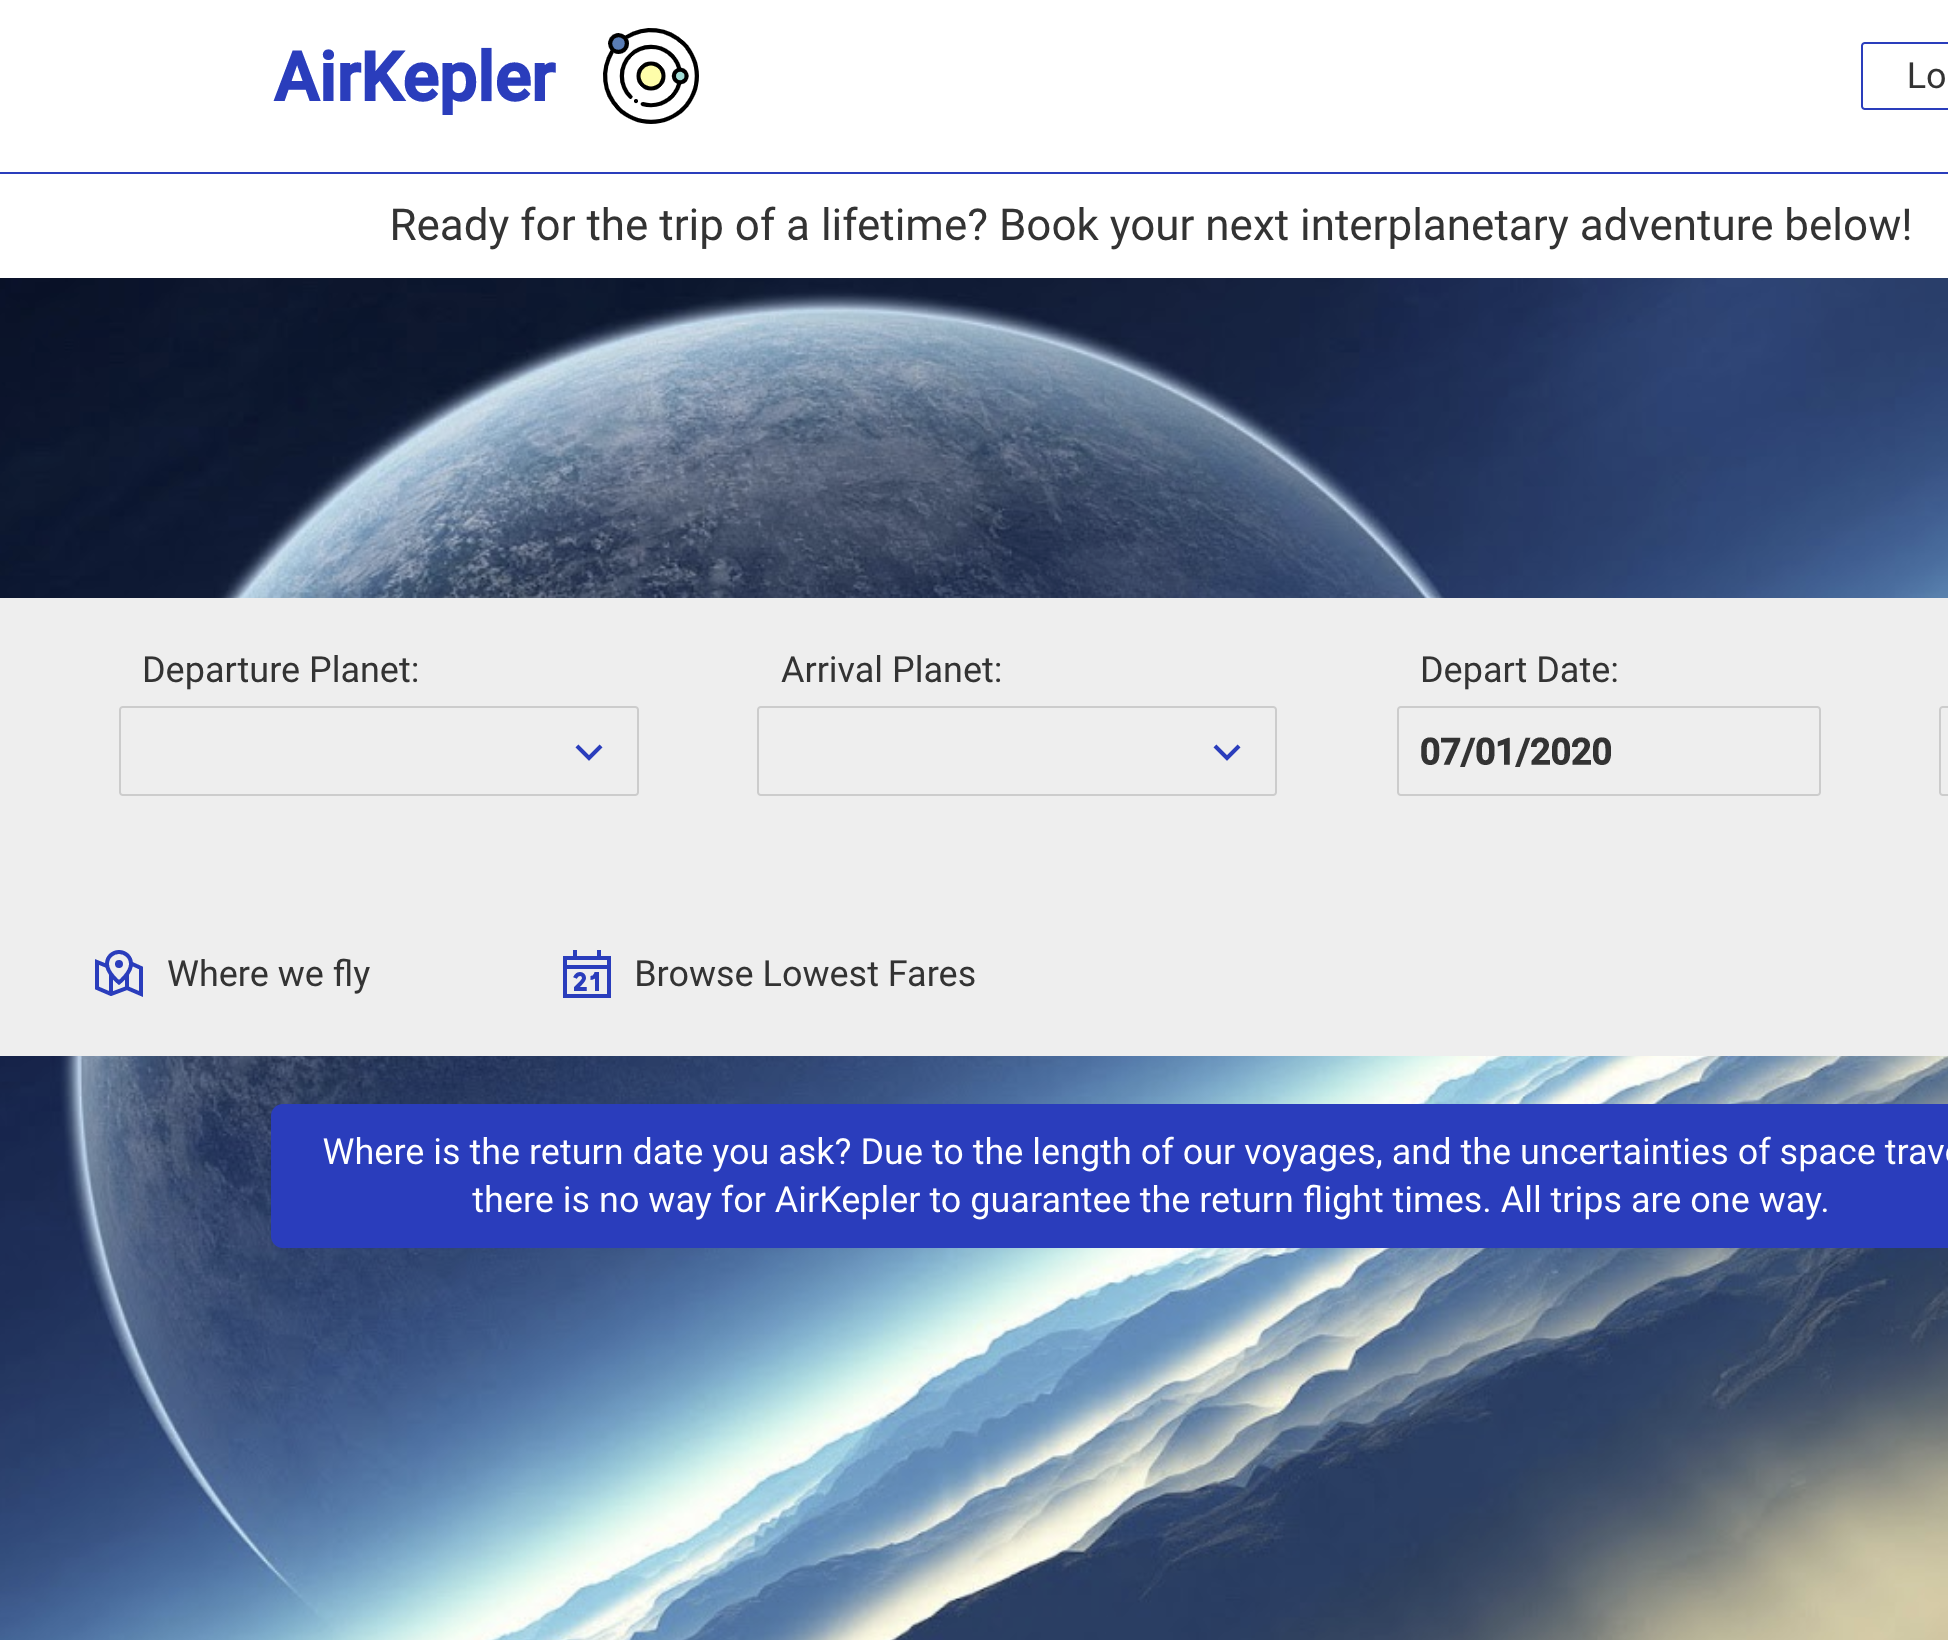 AirKepler
Lo
Ready for the trip of a lifetime? Book your next interplanetary adventure below!
Departure Planet:
Arrival Planet:
Depart Date:
07/01/2020
21
Where we fly
Browse Lowest Fares
Where is the return date you ask? Due to the length of our voyages, and the uncertainties of space trav
there is no way for AirKepler to guarantee the return flight times. All trips are one way.